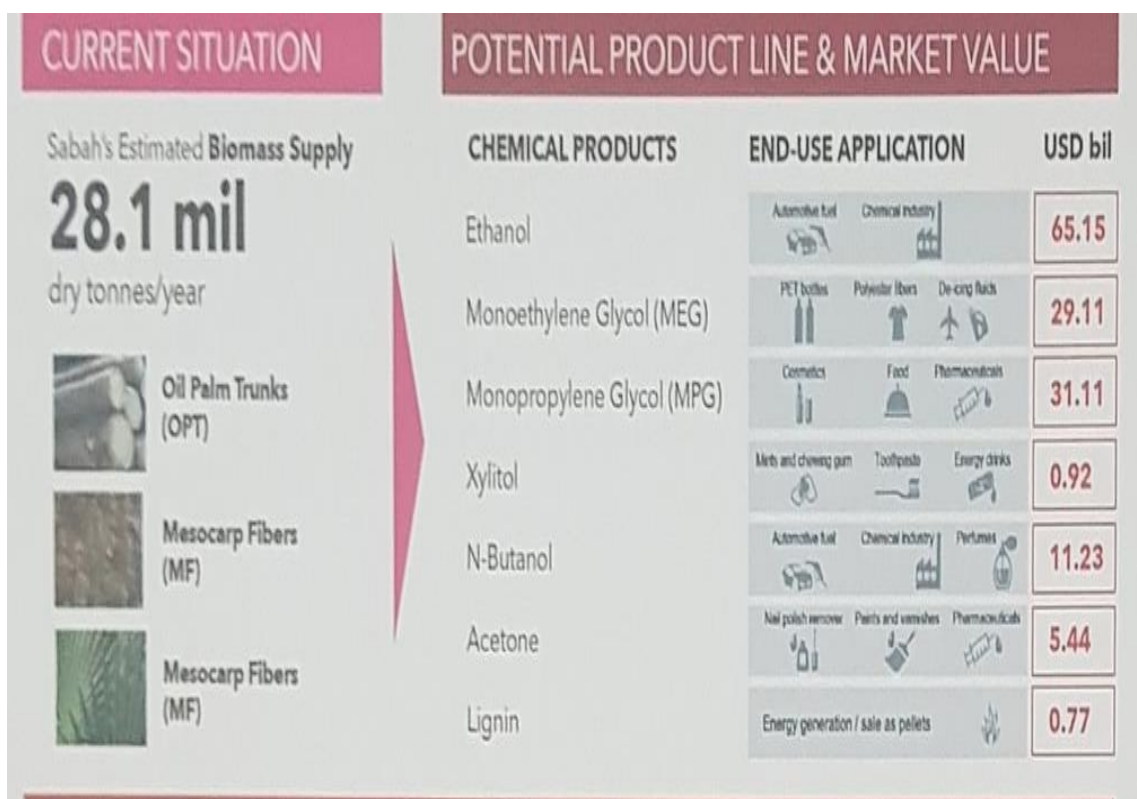 CURRENT SITUATION
Sabah's Estimated Biomass Supply
28.1 mil
dry tonnes/year
Oil Palm Trunks
(OPT)
Mesocarp Fibers
(MF)
Mesocarp Fibers
(MF)
POTENTIAL PRODUCT LINE & MARKET VALUE
CHEMICAL PRODUCTS END-USE APPLICATION USD bil
Ethanol Automotive fuel Chemical industry 65.15
Monoethylene Glycol (MEG) PET bottles Polyester fibers De-icing fluids 29.11
Monopropylene Glycol (MPG) Cosmetics Food Pharmaceuticals 31.11
Xylitol Mints and chewing gum Toothpaste Energy drinks 0.92
N-Butanol Automotive fuel Chemical industry Perfumes 11.23
Acetone Nail polish remover Paints and varnishes Pharmaceuticals 5.44
Lignin Energy generation / sale as pellets 0.77